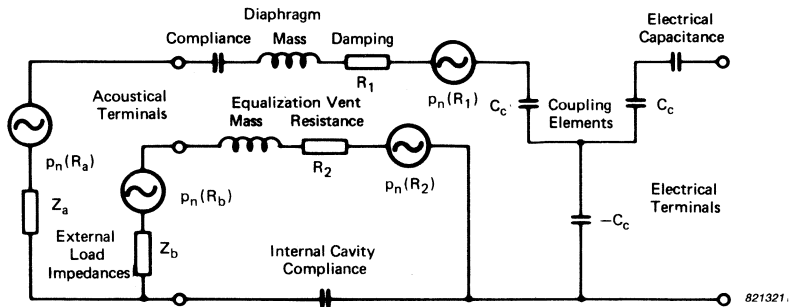 Diaphragm
Compliance Mass Damping
Electrical
Capacitance
R1
pn(R1)
Acoustical
Terminals
Equalization Vent
Mass Resistance
Cc
Coupling
Elements
Cc
R2
pn(R2)
pn(Ra)
pn(Rb)
Za
Zb
External
Load
Impedances
Internal Cavity
Compliance
−Cc
Electrical
Terminals
821321